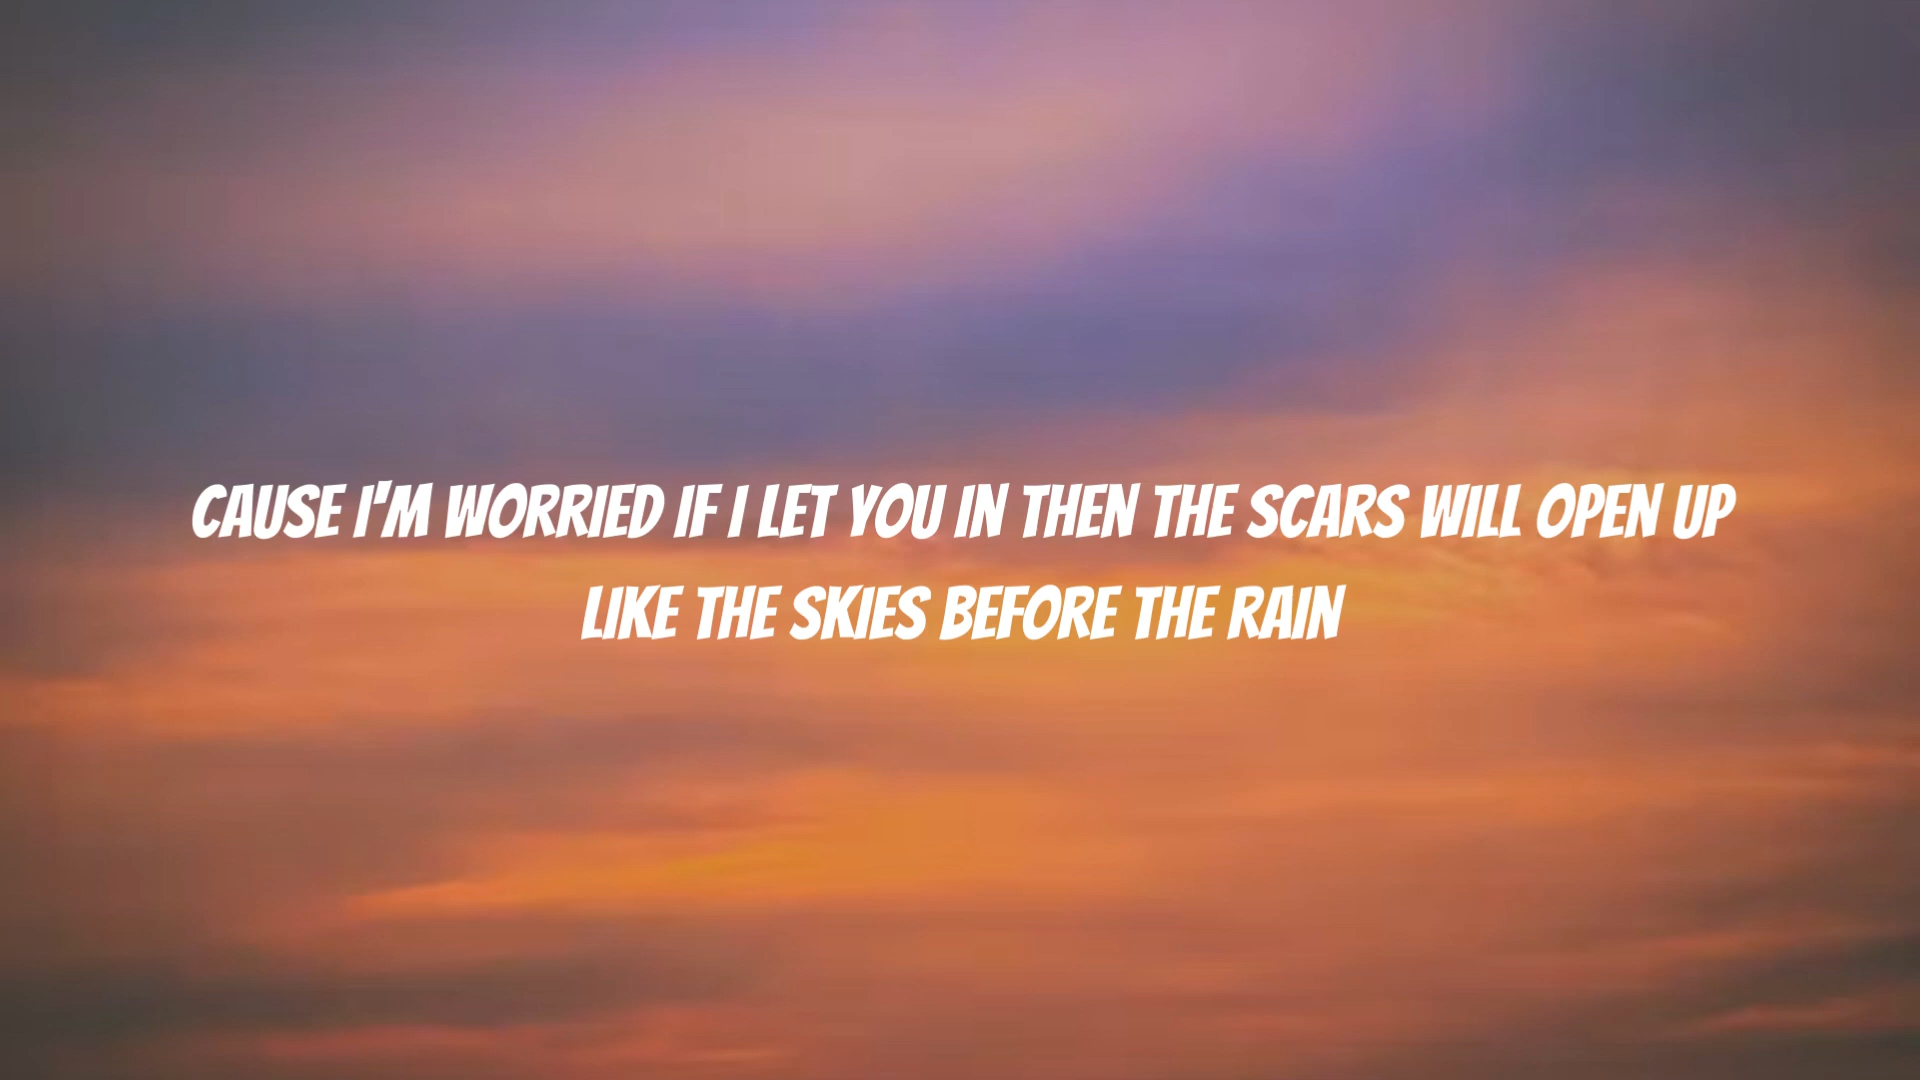 CAUSE I'M WORRIED IF I LET YOU IN THEN THE SCARS WILL OPEN UP
LIKE THE SKIES BEFORE THE RAIN